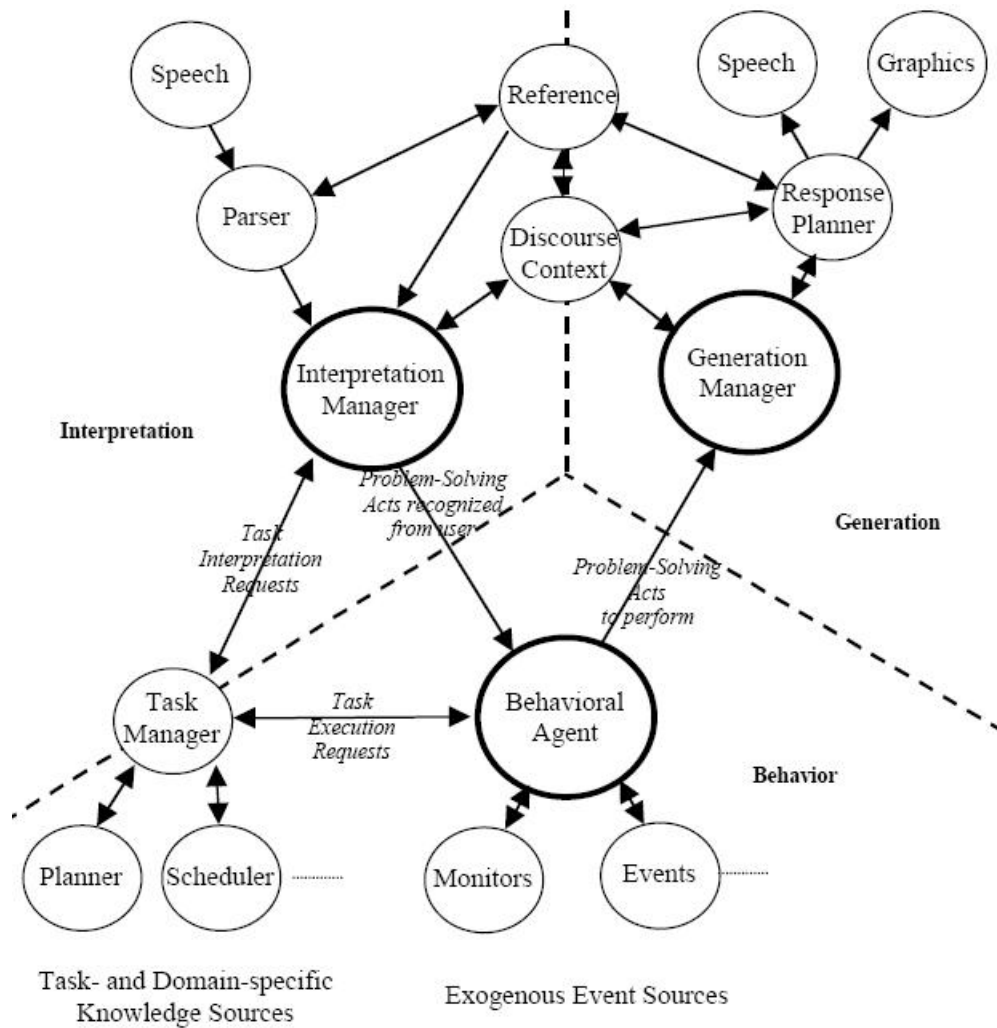 Speech
Reference
Speech
Graphics
Parser
Response
Planner
Discourse
Context
Interpretation
Manager
Generation
Manager
Interpretation
Problem-Solving
Acts recognized
from user
Generation
Task
Interpretation
Requests
Problem-Solving
Acts
to perform
Task
Manager
Task
Execution
Requests
Behavioral
Agent
Behavior
Planner
Scheduler
Monitors
Events
Task- and Domain-specific
Knowledge Sources
Exogenous Event Sources